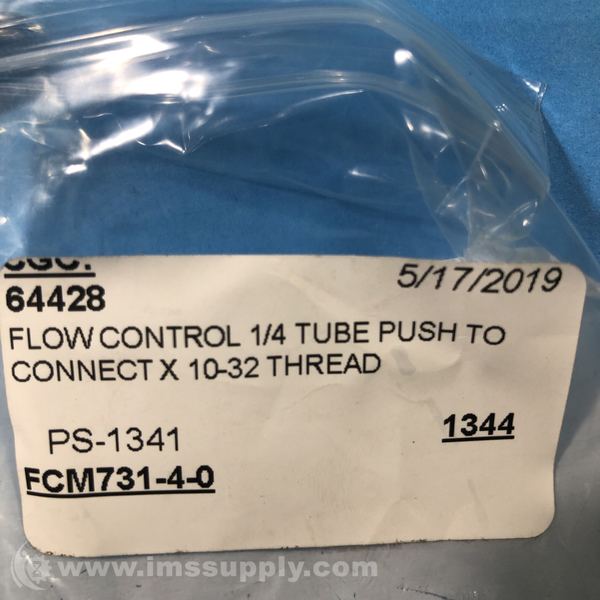 5/17/2019
64428
FLOW CONTROL 1/4 TUBE PUSH TO
CONNECT X 10-32 THREAD
PS-1341
1344
FCM731-4-0
www.imssupply.com